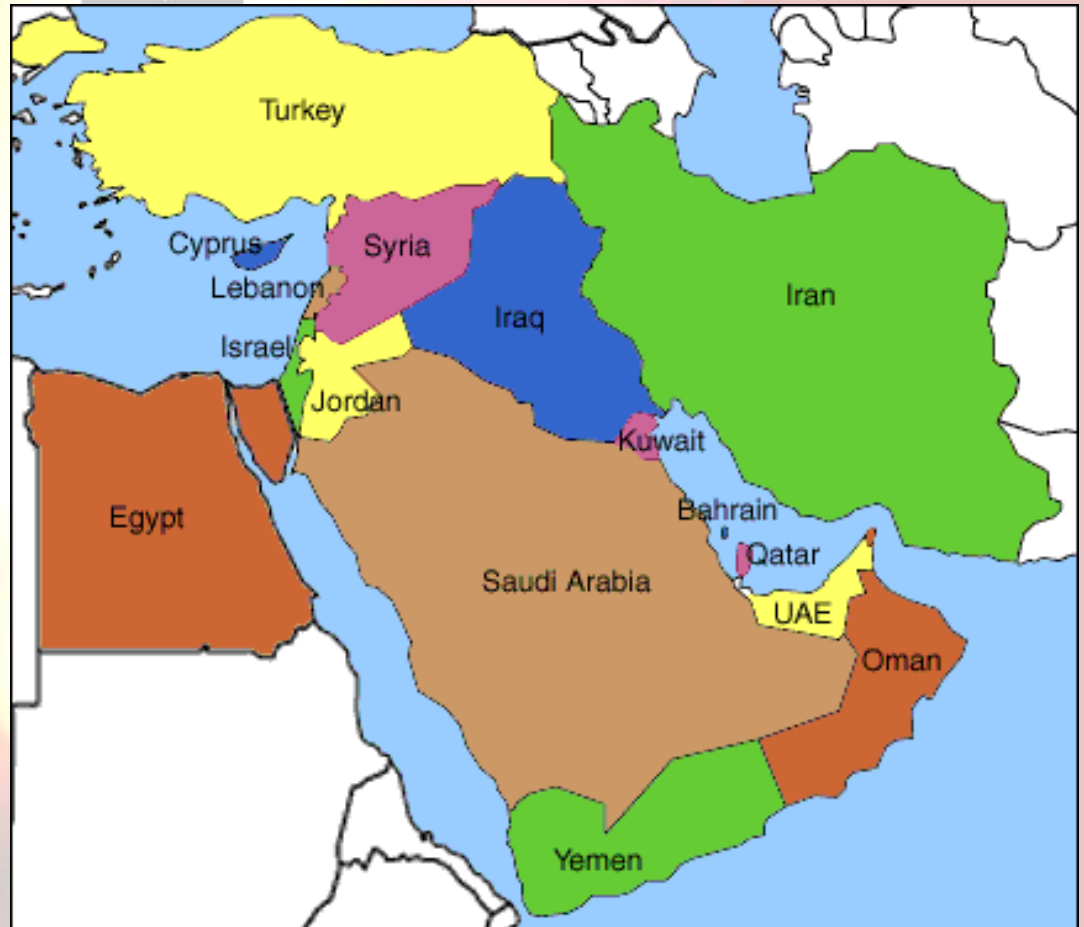 Turkey
Cyprus
Syria
Lebanon
Iran
Iraq
Israel
Jordan
Kuwait
Bahrain
Egypt
Qatar
Saudi Arabia
UAE
Oman
Yemen